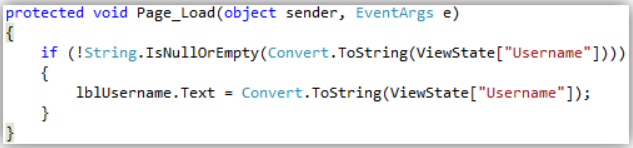 protected void Page_Load(object sender, EventArgs e)
{
    if (!String.IsNullOrEmpty(Convert.ToString(ViewState["Username"])))
    {
        lblUsername.Text = Convert.ToString(ViewState["Username"]);
    }
}